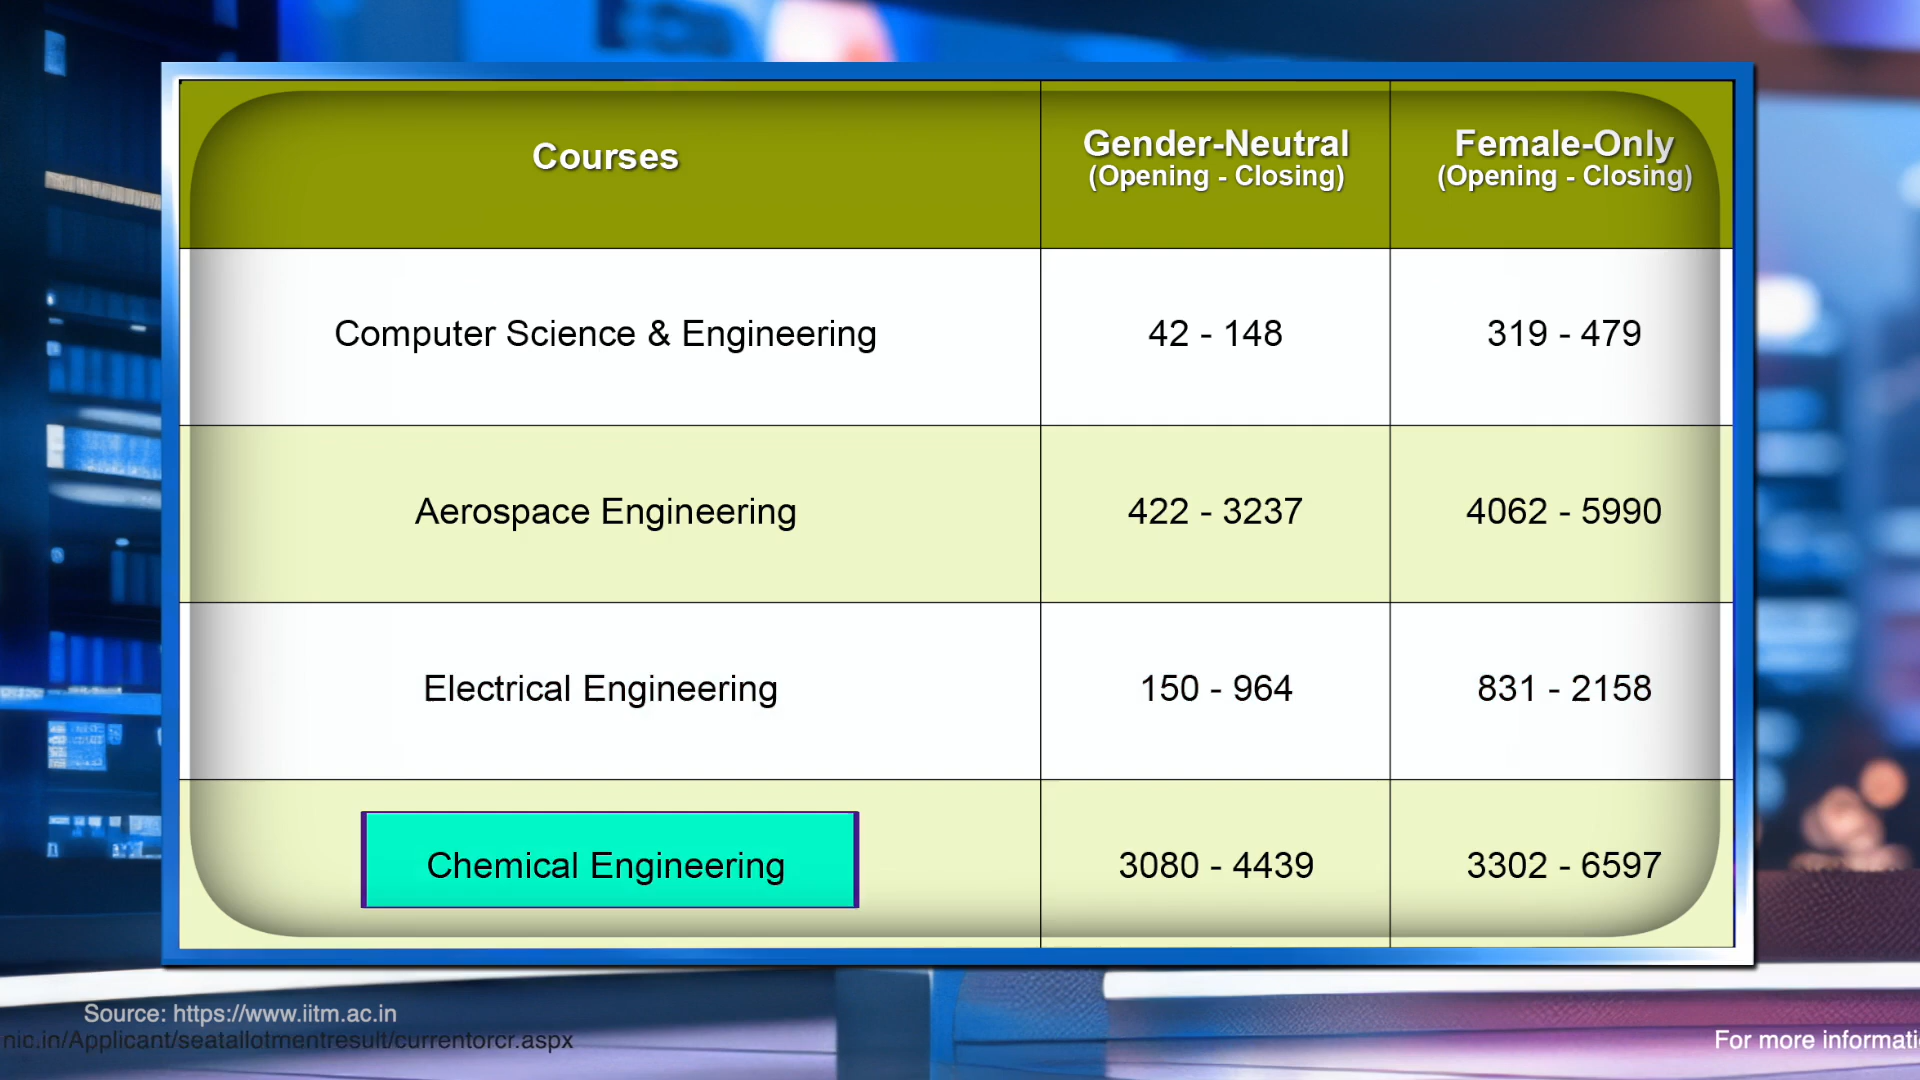 Courses
Gender-Neutral
(Opening - Closing)
Female-Only
(Opening - Closing)
Computer Science & Engineering
42 - 148
319 - 479
Aerospace Engineering
422 - 3237
4062 - 5990
Electrical Engineering
150 - 964
831 - 2158
Chemical Engineering
3080 - 4439
3302 - 6597
Source: https://www.iitm.ac.in
nic.in/Applicant/seatallotmentresult/currentorcr.aspx
For more informati